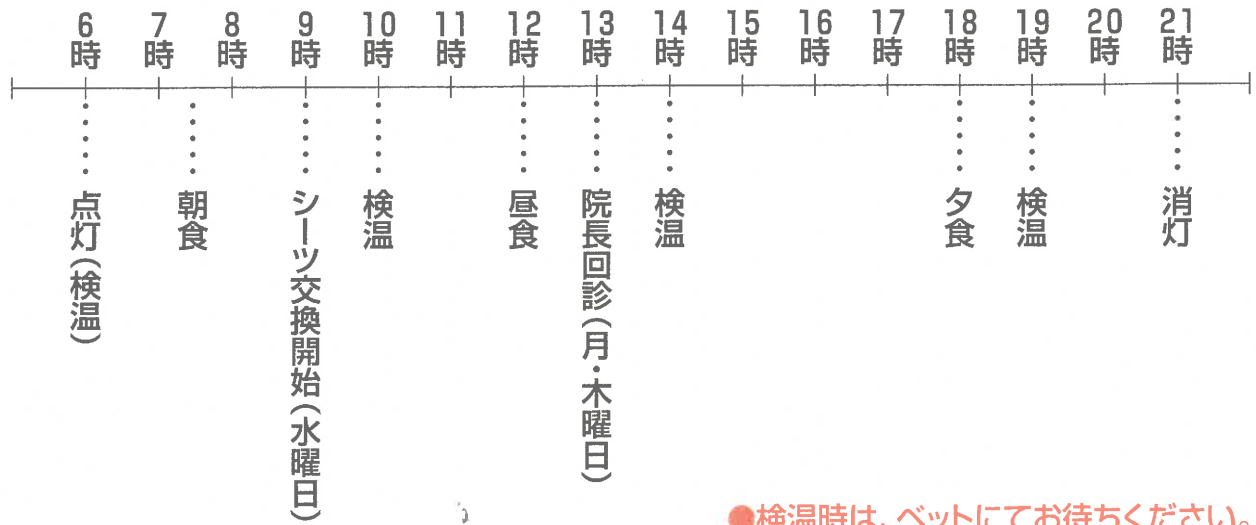 6時 7時 8時 9時 10時 11時 12時 13時 14時 15時 16時 17時 18時 19時 20時 21時
点灯(検温)
朝食
シーツ交換開始(水曜日)
検温
昼食
院長回診(月・木曜日)
検温
夕食
検温
消灯
●検温時は、ベットにてお待ちください。